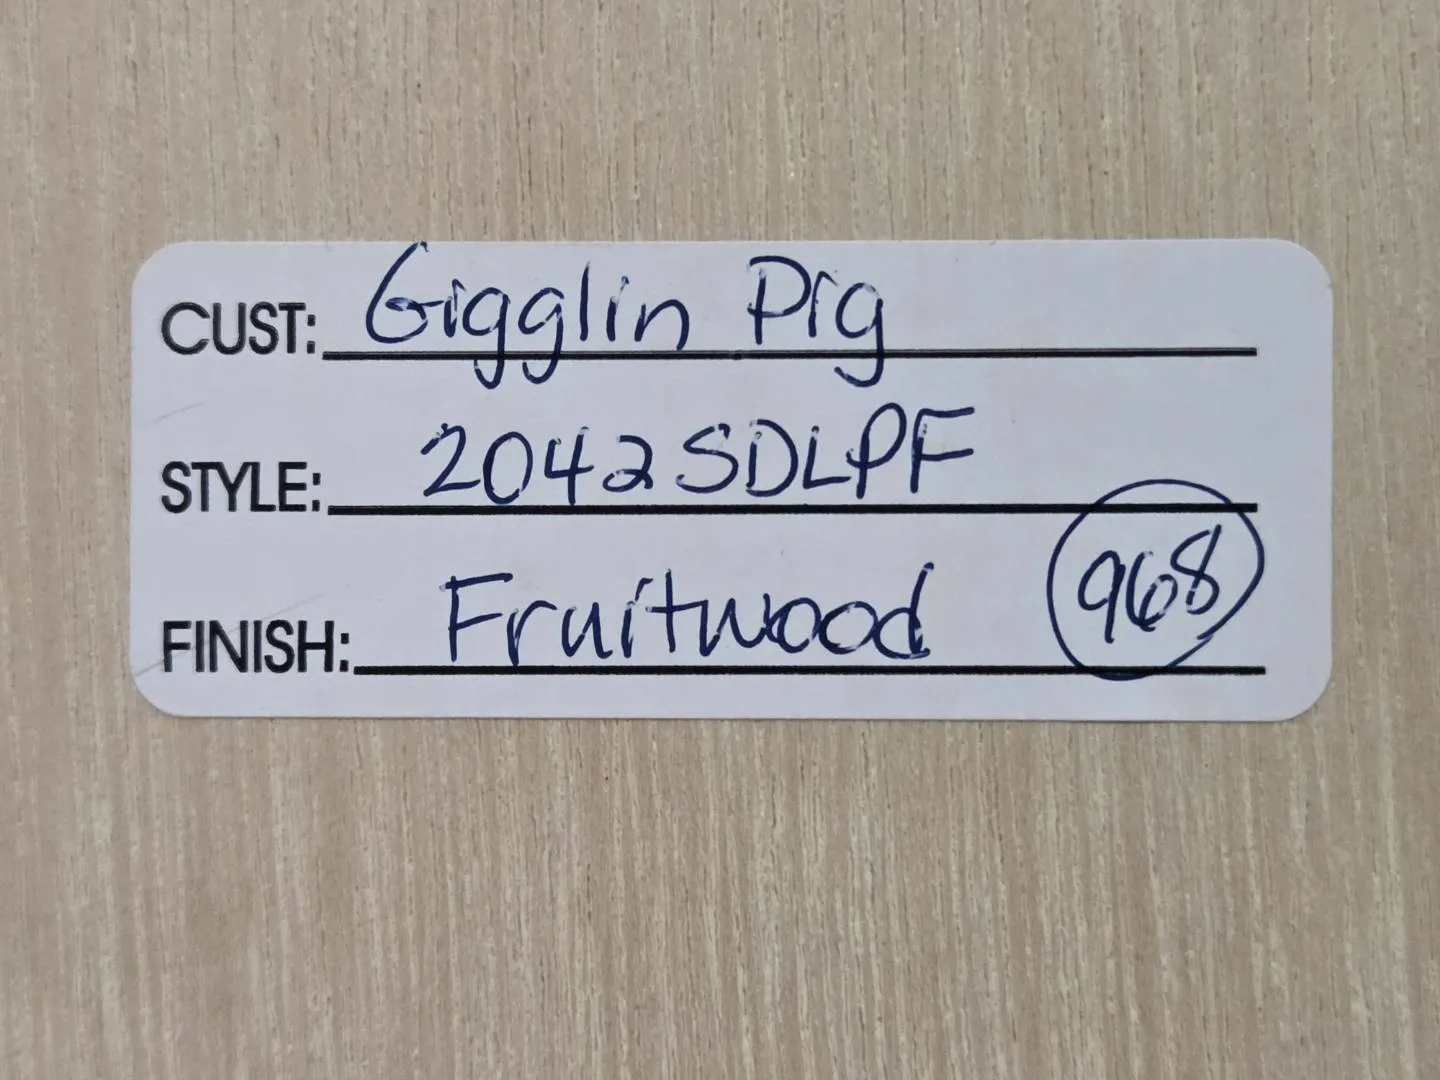 CUST: Gigglin Pig
STYLE: 2042SDLPF
FINISH: Fruitwood 968